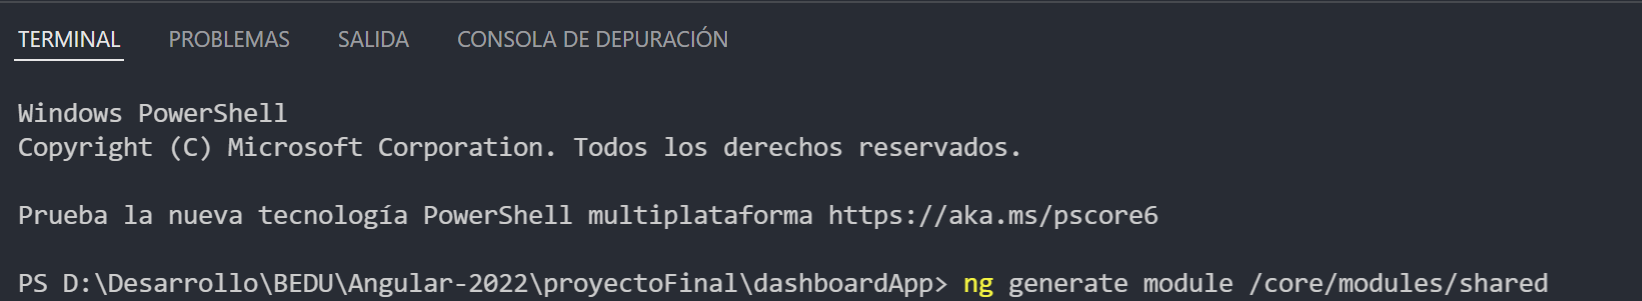 TERMINAL PROBLEMAS SALIDA CONSOLA DE DEPURACIÓN
Windows PowerShell
Copyright (C) Microsoft Corporation. Todos los derechos reservados.
Prueba la nueva tecnología PowerShell multiplataforma https://aka.ms/pscore6
PS D:\Desarrollo\BEDU\Angular-2022\proyectoFinal\dashboardApp> ng generate module /core/modules/shared